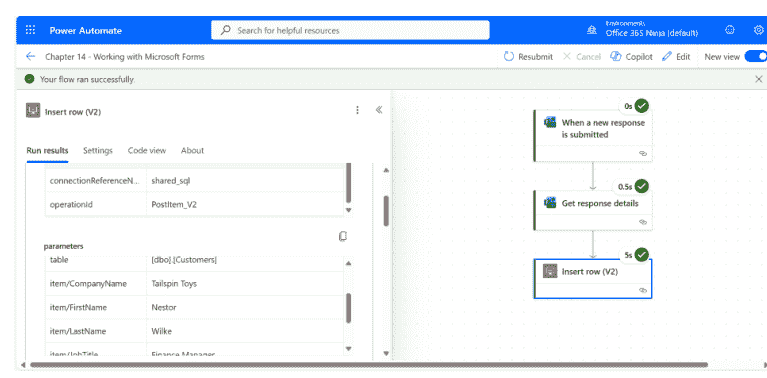 Power Automate
Search for helpful resources
Environments
Office 365 Ninja (default)
Chapter 14 - Working with Microsoft Forms
Resubmit
Cancel
Copilot
Edit
New view
Your flow ran successfully.
Insert row (V2)
Run results
Settings
Code view
About
connectionReferenceN... shared_sql
operationId PostItem_V2
parameters
table [dbo].[Customers]
item/CompanyName Tailspin Toys
item/FirstName Nestor
item/LastName Wilke
item/JobTitle Finance Manager
0s
When a new response
is submitted
0.5s
Get response details
5s
Insert row (V2)